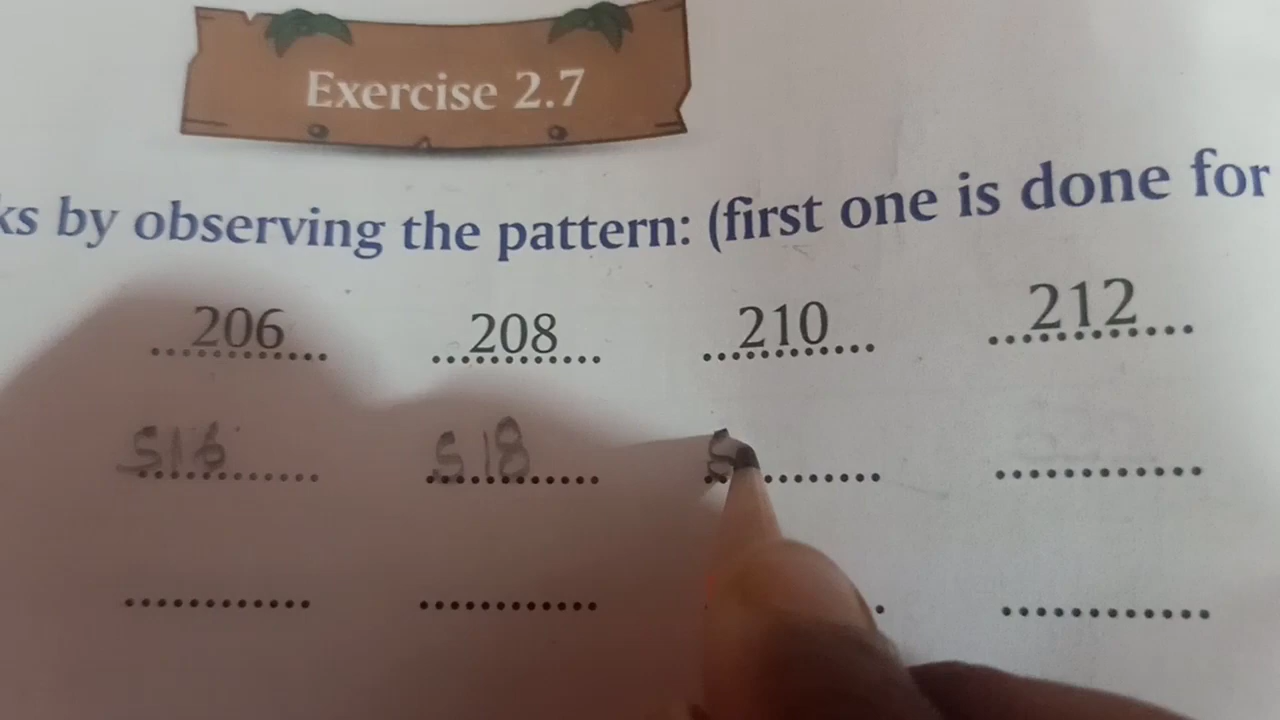 Exercise 2.7
ks by observing the pattern: (first one is done for
206 208 210 212
516 518 5